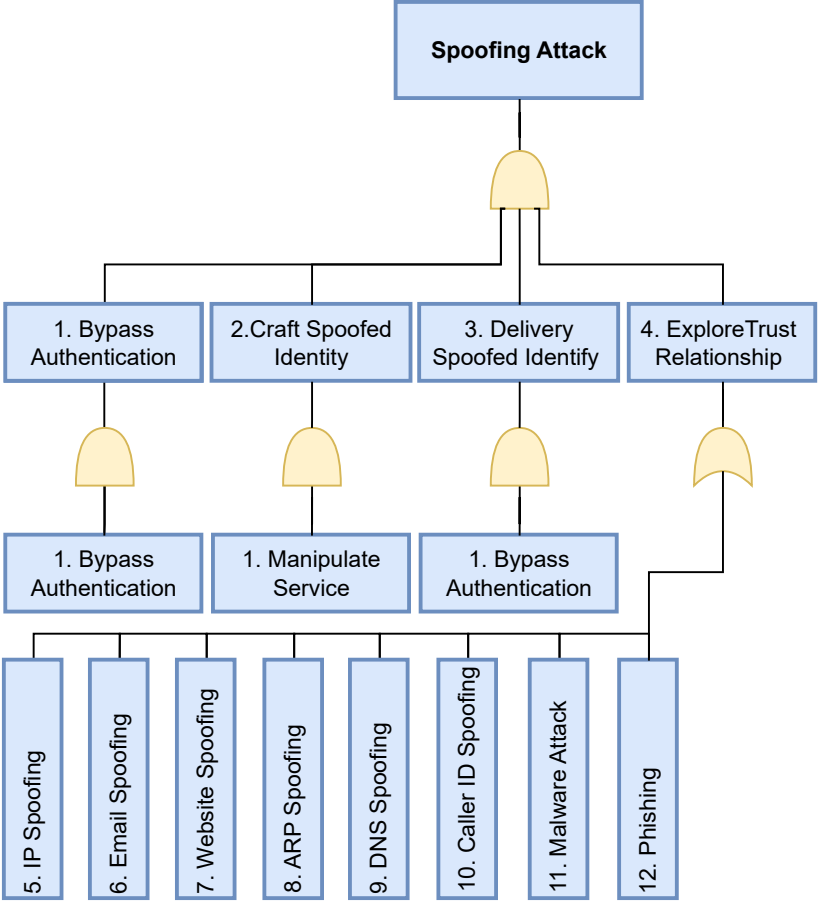 Spoofing Attack
1. Bypass
Authentication
2.Craft Spoofed
Identity
3. Delivery
Spoofed Identify
4. ExploreTrust
Relationship
1. Bypass
Authentication
1. Manipulate
Service
1. Bypass
Authentication
5. IP Spoofing
6. Email Spoofing
7. Website Spoofing
8. ARP Spoofing
9. DNS Spoofing
10. Caller ID Spoofing
11. Malware Attack
12. Phishing